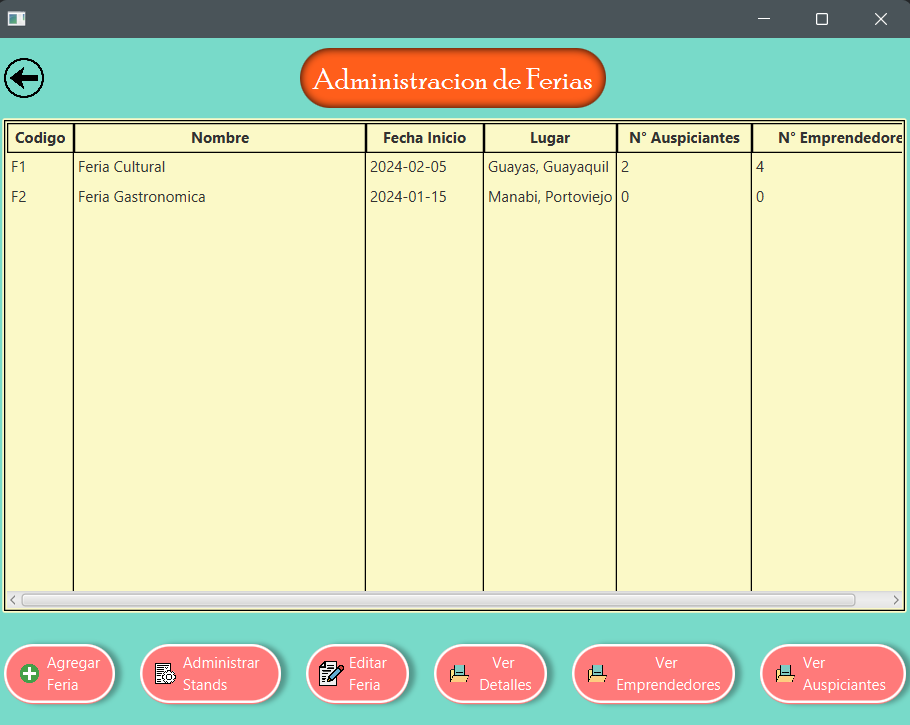 Administracion de Ferias
Codigo Nombre Fecha Inicio Lugar N° Auspiciantes N° Emprendedore
F1 Feria Cultural 2024-02-05 Guayas, Guayaquil 2 4
F2 Feria Gastronomica 2024-01-15 Manabi, Portoviejo 0 0
Agregar Feria
Administrar Stands
Editar Feria
Ver Detalles
Ver Emprendedores
Ver Auspiciantes